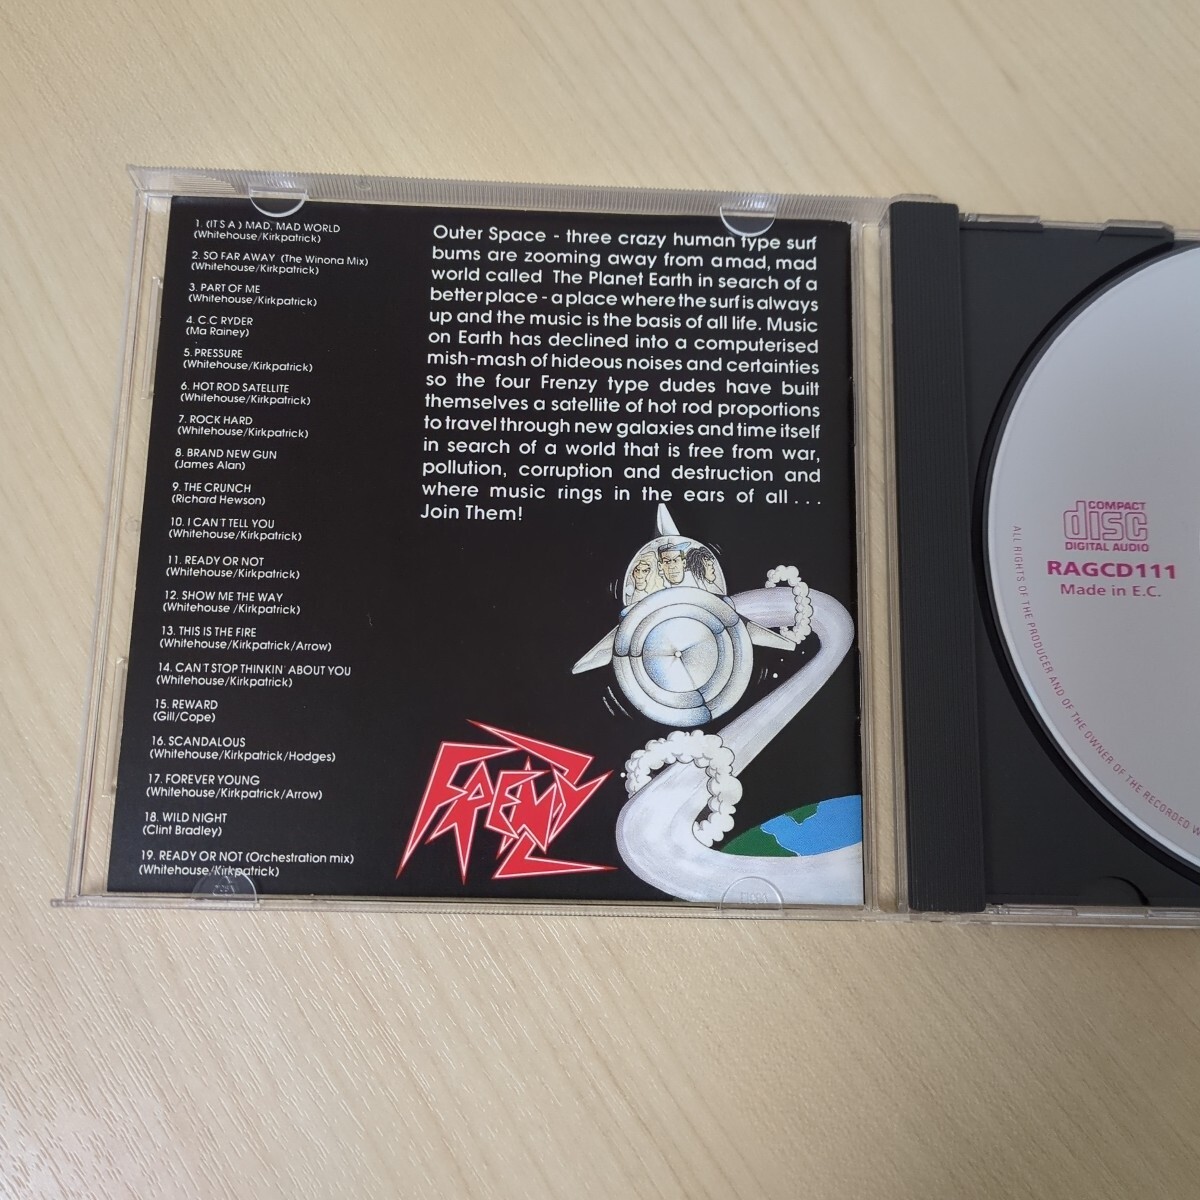 1. (IT'S A) MAD, MAD WORLD
(Whitehouse/Kirkpatrick)
2. SO FAR AWAY (The Winona Mix)
(Whitehouse/Kirkpatrick)
3. PART OF ME
(Whitehouse/Kirkpatrick)
4. C.C RYDER
(Ma Rainey)
5. PRESSURE
(Whitehouse/Kirkpatrick)
6. HOT ROD SATELLITE
(Whitehouse/Kirkpatrick)
7. ROCK HARD
(Whitehouse/Kirkpatrick)
8. BRAND NEW GUN
(James Alan)
9. THE CRUNCH
(Richard Hewson)
10. I CAN'T TELL YOU
(Whitehouse/Kirkpatrick)
11. READY OR NOT
(Whitehouse/Kirkpatrick)
12. SHOW ME THE WAY
(Whitehouse /Kirkpatrick)
13. THIS IS THE FIRE
(Whitehouse/Kirkpatrick/Arrow)
14. CAN'T STOP THINKIN' ABOUT YOU
(Whitehouse/Kirkpatrick)
15. REWARD
(Gill/Cope)
16. SCANDALOUS
(Whitehouse/Kirkpatrick/Hodges)
17. FOREVER YOUNG
(Whitehouse/Kirkpatrick/Arrow)
18. WILD NIGHT
(Clint Bradley)
19. READY OR NOT (Orchestration mix)
(Whitehouse/Kirkpatrick)
Outer Space - three crazy human type surf
bums are zooming away from a mad, mad
world called The Planet Earth in search of a
better place - a place where the surf is always
up and the music is the basis of all life. Music
on Earth has declined into a computerised
mish-mash of hideous noises and certainties
so the four Frenzy type dudes have built
themselves a satellite of hot rod proportions
to travel through new galaxies and time itself
in search of a world that is free from war,
pollution, corruption and destruction and
where music rings in the ears of all . . .
Join Them!
FRENZY
COMPACT
disc
DIGITAL AUDIO
RAGCD111
Made in E.C.
ALL RIGHTS OF THE PRODUCER AND OF THE OWNER OF THE RECORDED W